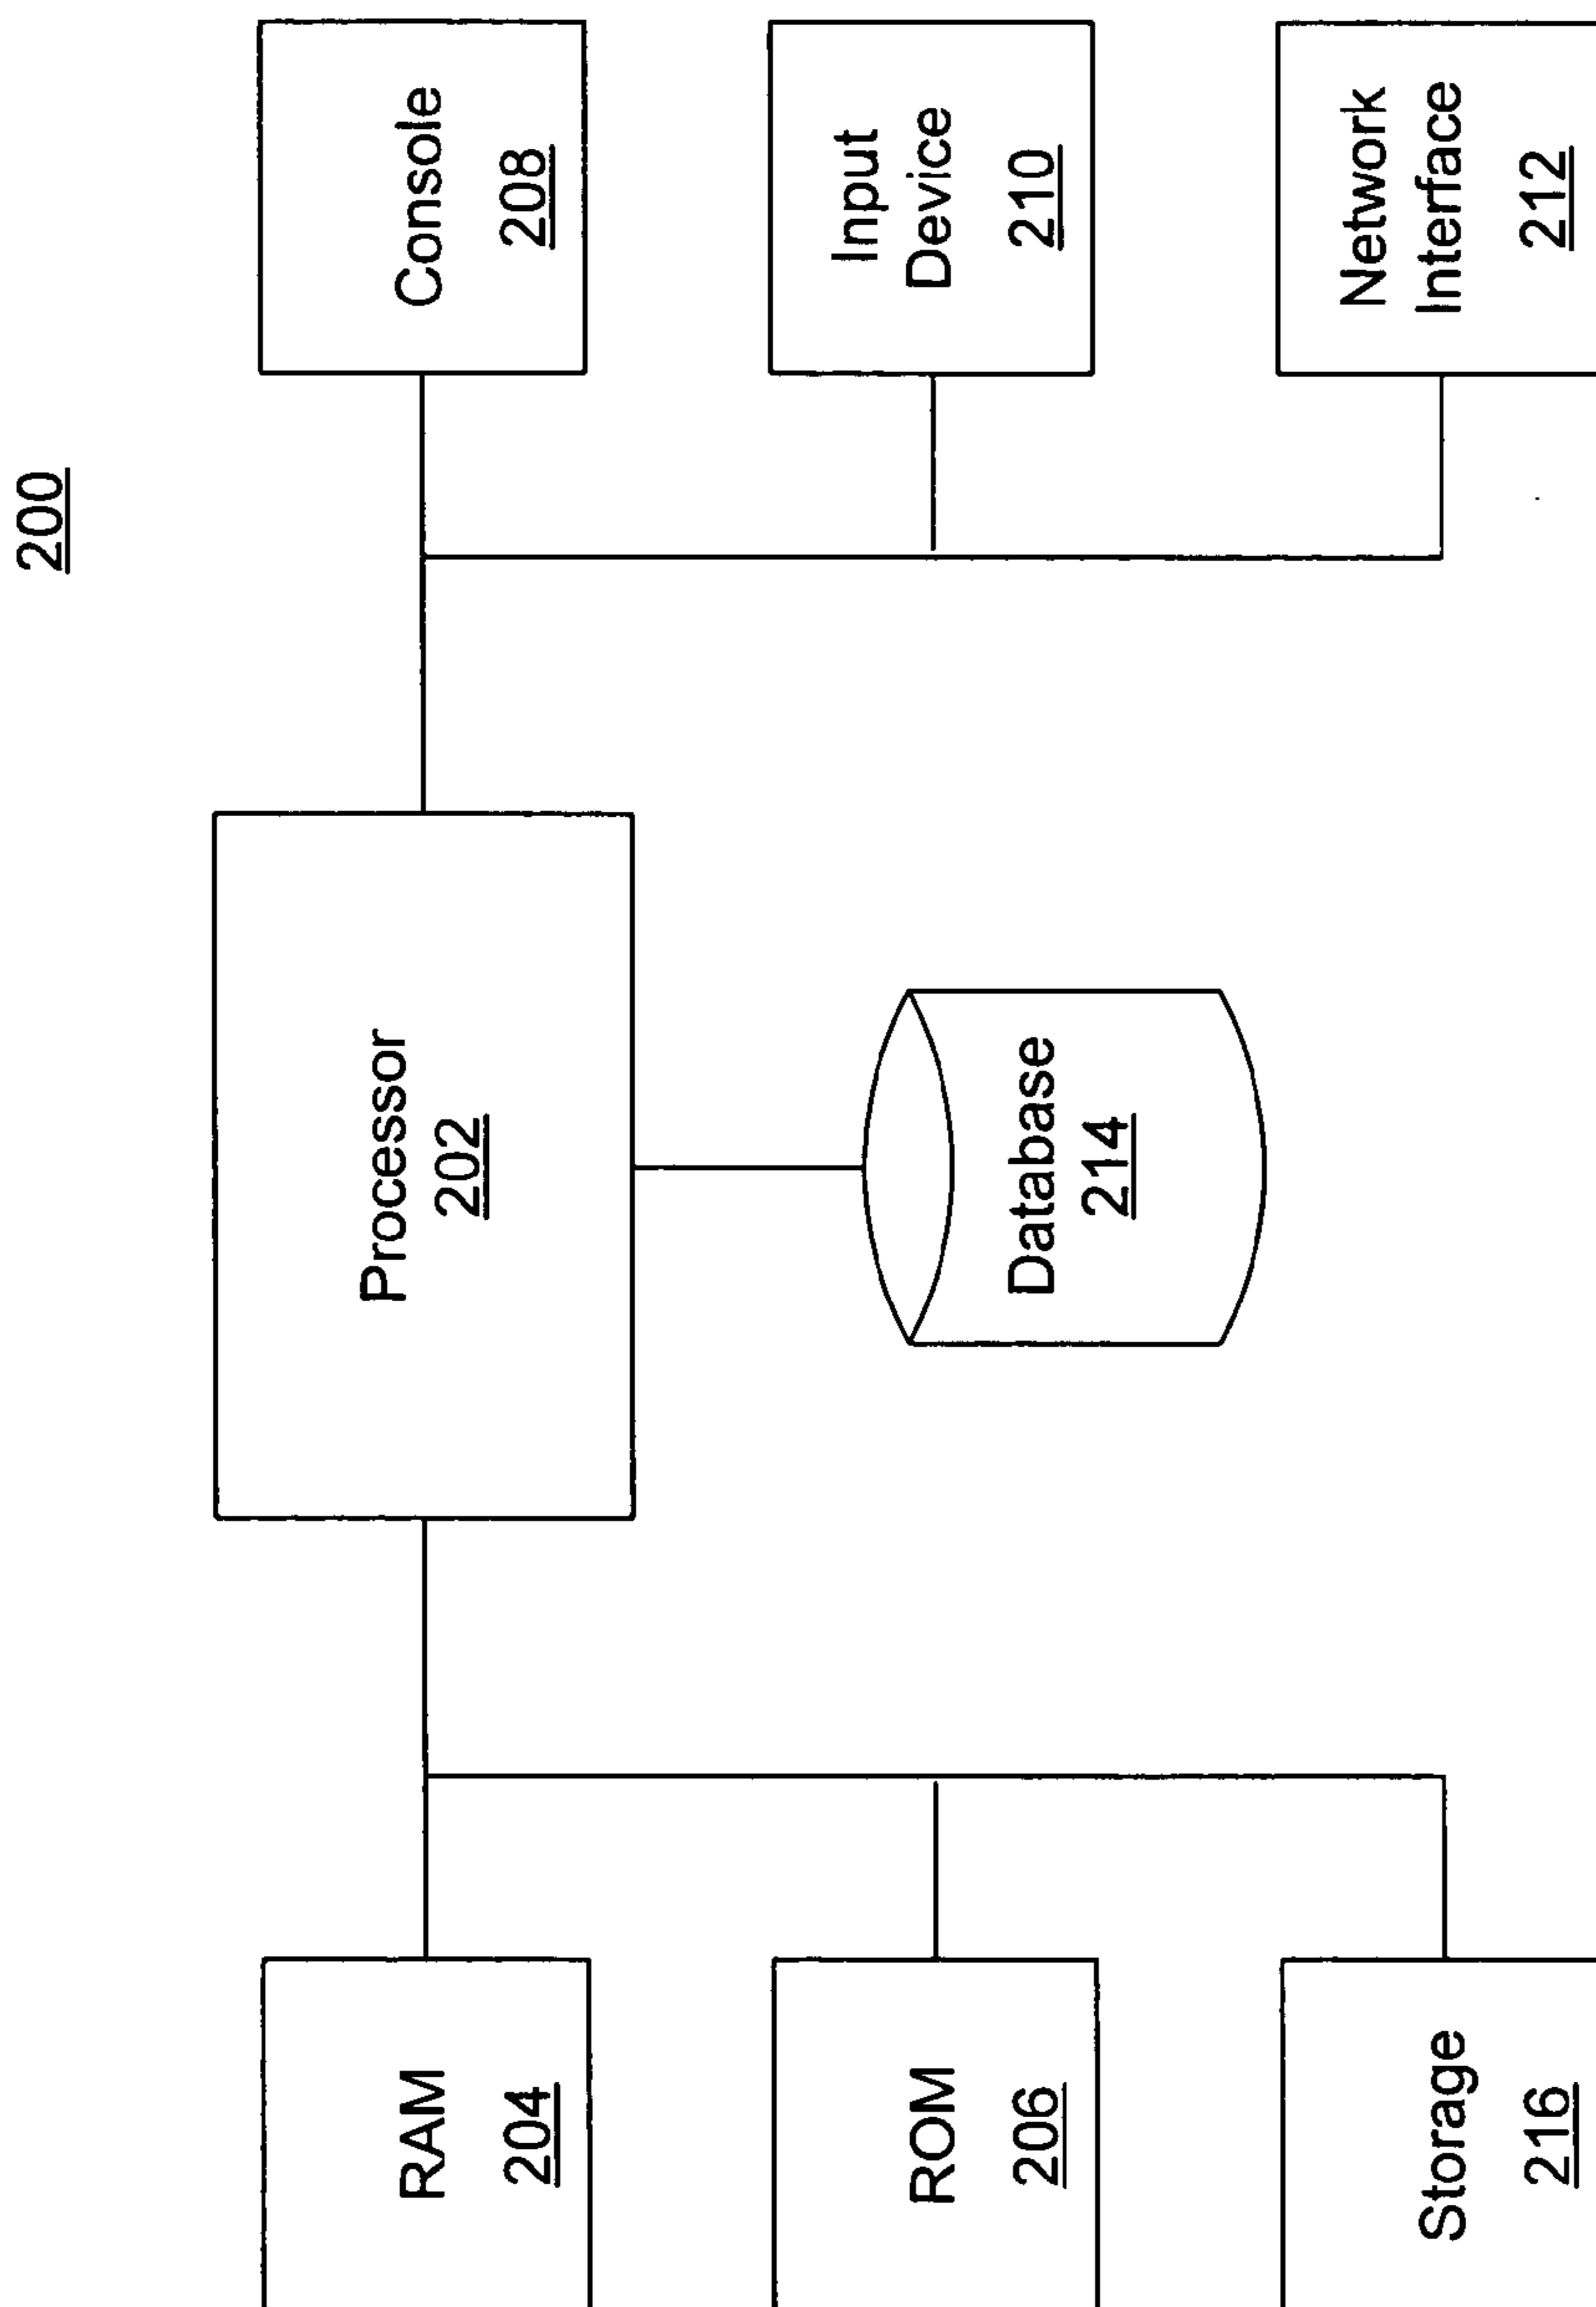 200
RAM
204
Processor
202
Console
208
ROM
206
Database
214
Input
Device
210
Storage
216
Network
Interface
212